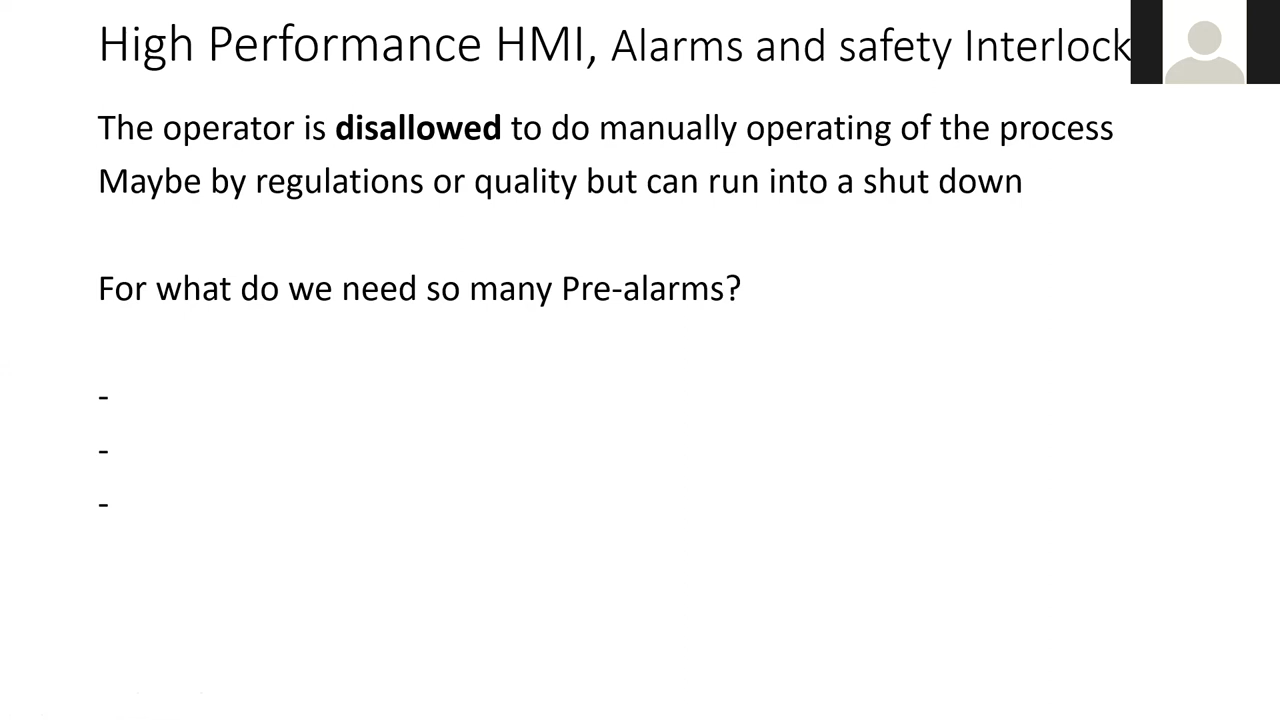 High Performance HMI, Alarms and safety Interlock
The operator is disallowed to do manually operating of the process
Maybe by regulations or quality but can run into a shut down
For what do we need so many Pre-alarms?
-
-
-